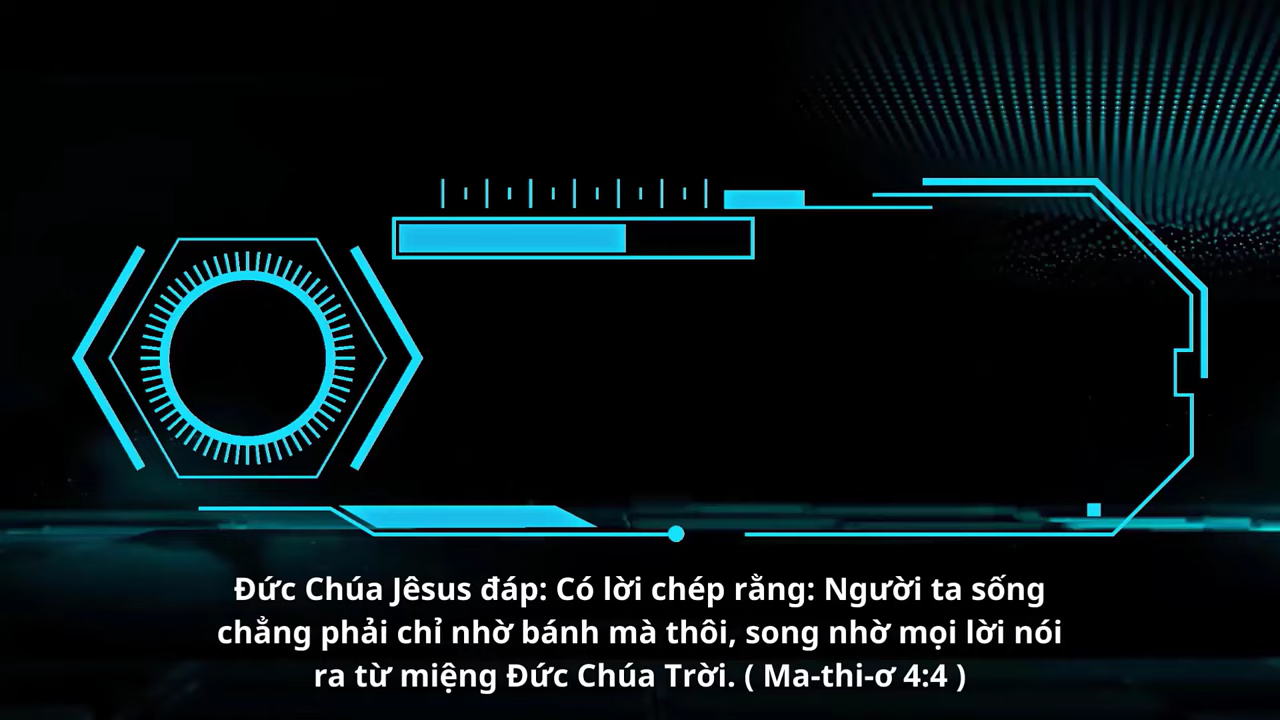 Đức Chúa Jêsus đáp: Có lời chép rằng: Người ta sống
chẳng phải chỉ nhờ bánh mà thôi, song nhờ mọi lời nói
ra từ miệng Đức Chúa Trời. ( Ma-thi-ơ 4:4 )